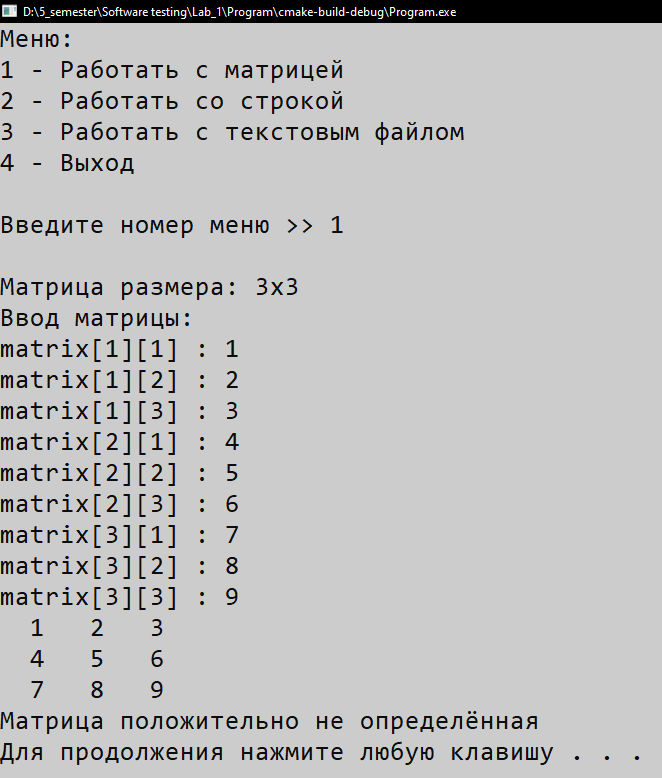 D:\5_semester\Software testing\Lab_1\Program\cmake-build-debug\Program.exe
Меню:
1 - Работать с матрицей
2 - Работать со строкой
3 - Работать с текстовым файлом
4 - Выход
Введите номер меню >> 1
Матрица размера: 3x3
Ввод матрицы:
matrix[1][1] : 1
matrix[1][2] : 2
matrix[1][3] : 3
matrix[2][1] : 4
matrix[2][2] : 5
matrix[2][3] : 6
matrix[3][1] : 7
matrix[3][2] : 8
matrix[3][3] : 9
  1   2   3
  4   5   6
  7   8   9
Матрица положительно не определённая
Для продолжения нажмите любую клавишу . . .